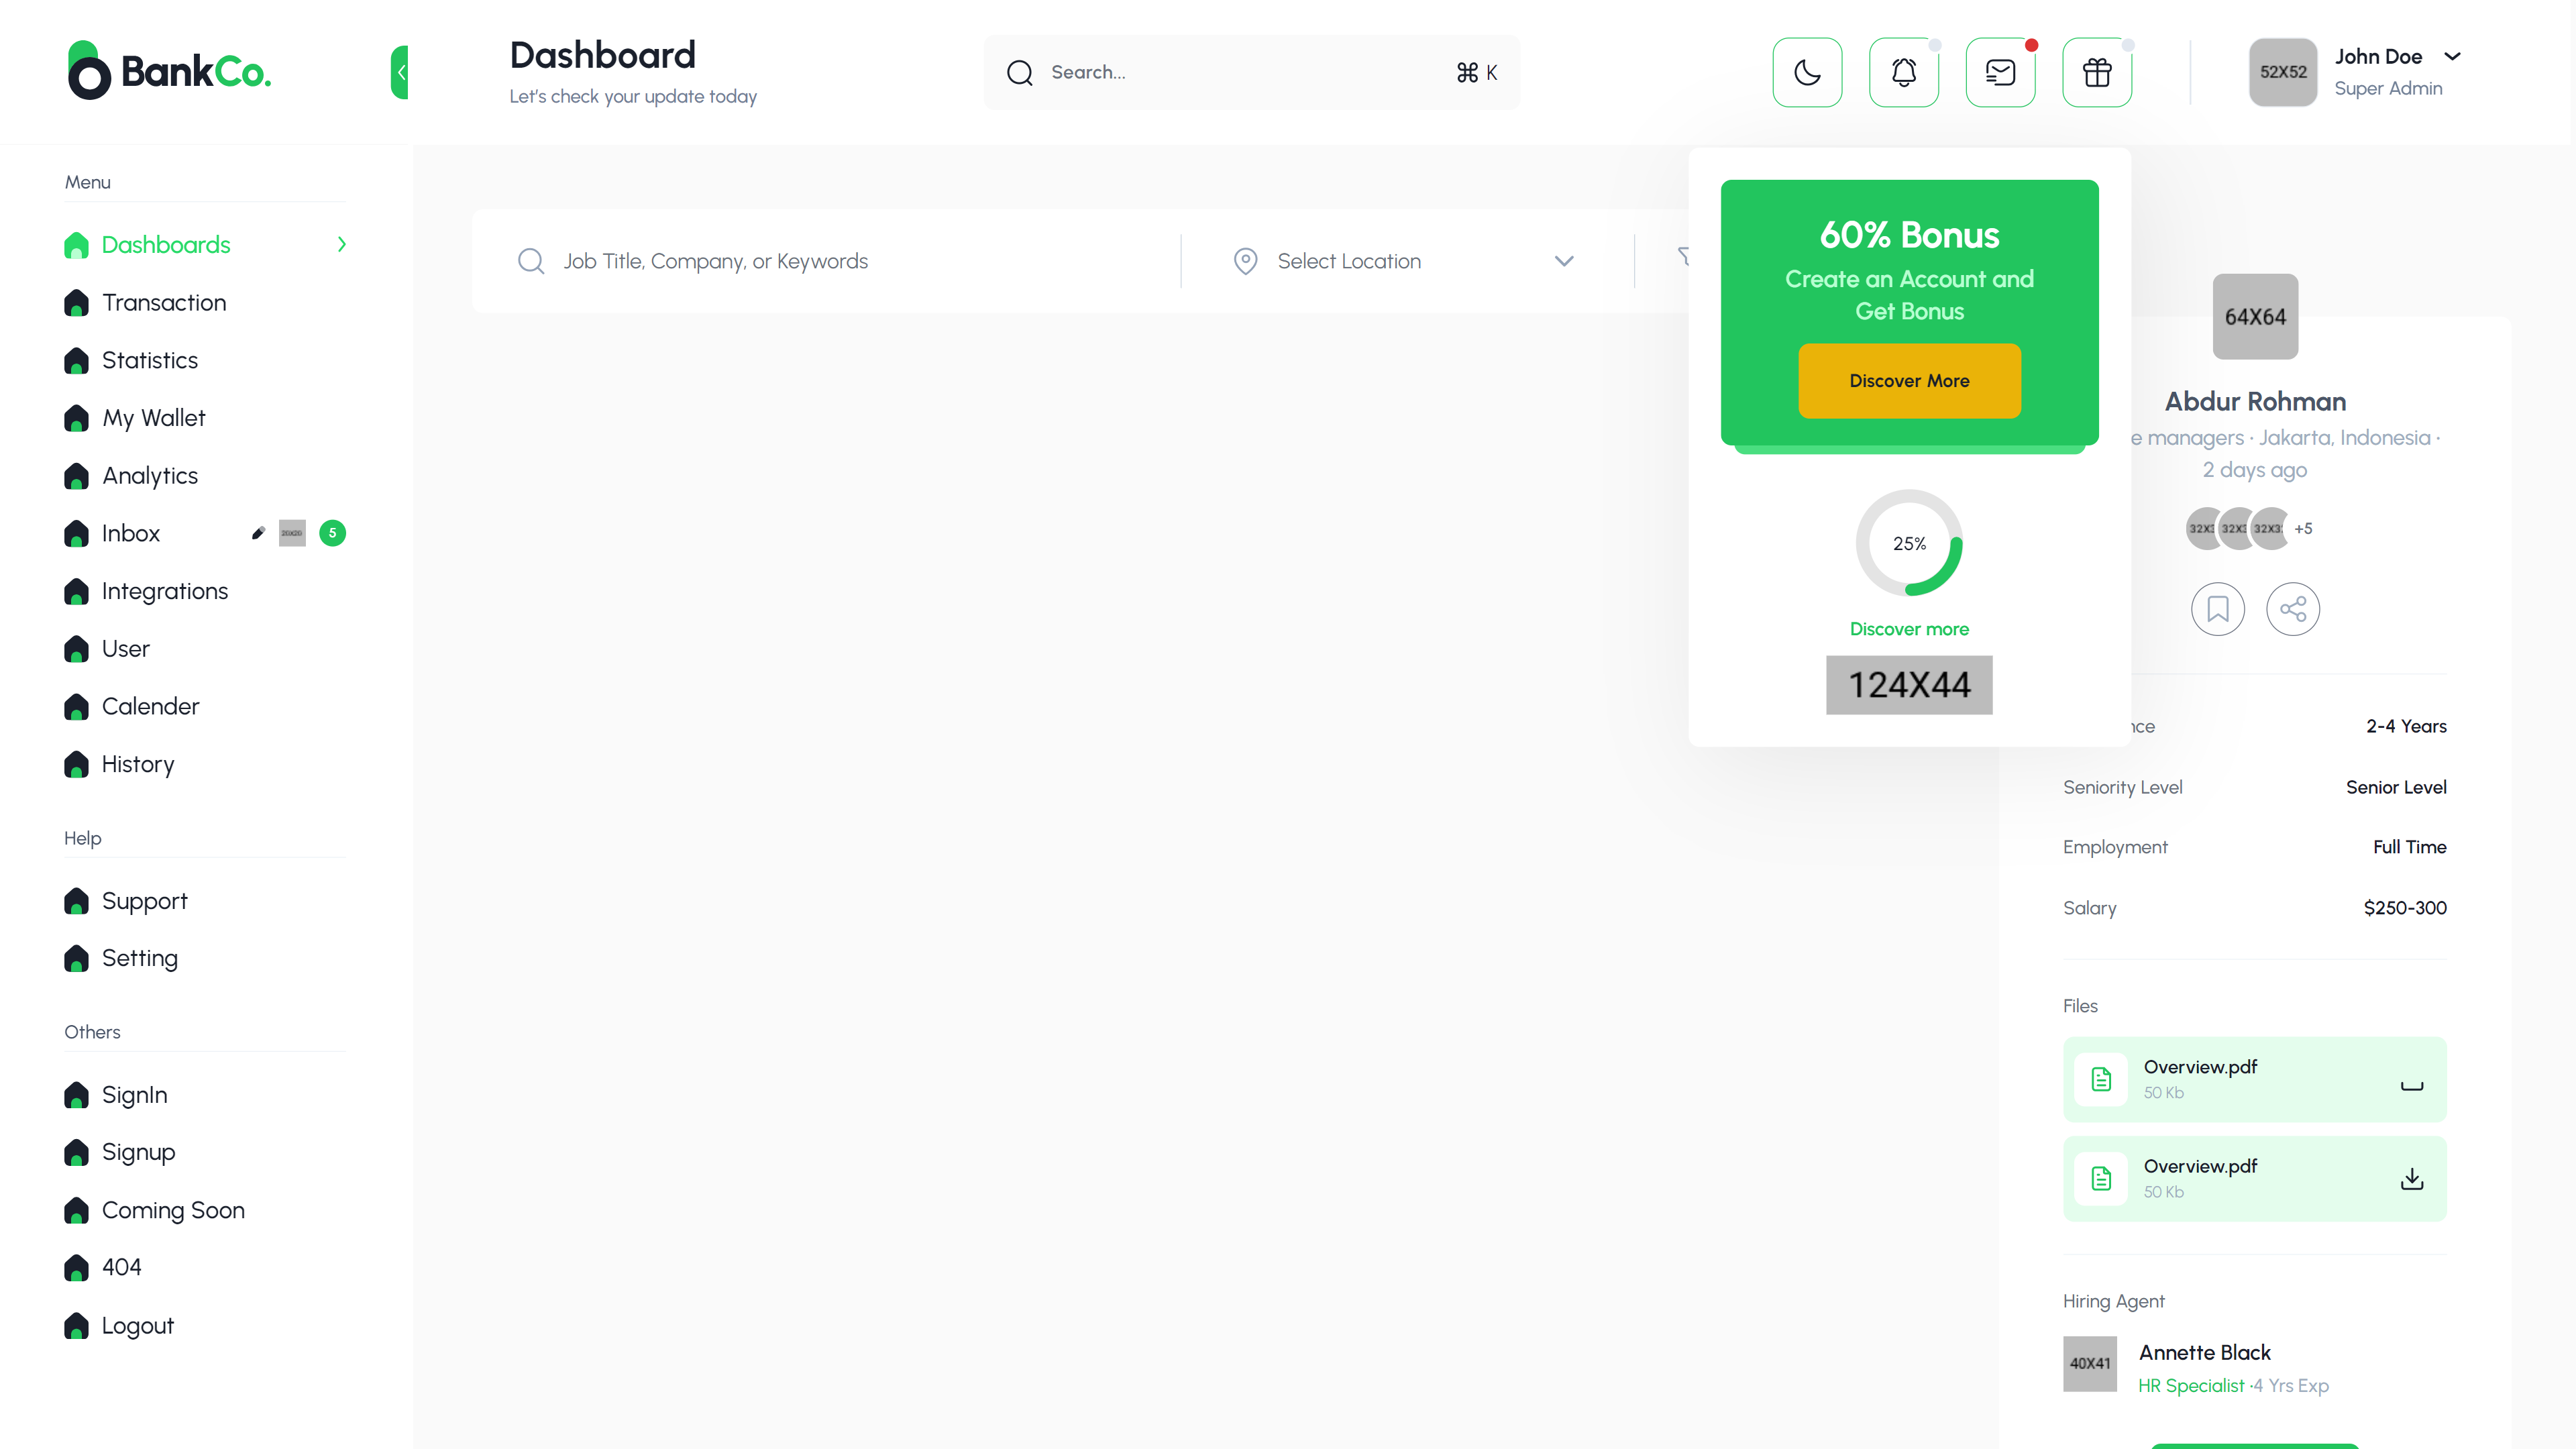 BankCo.
Dashboard
Let's check your update today
Search...
⌘ K
52X52
John Doe
Super Admin
Menu
Dashboards
Transaction
Statistics
My Wallet
Analytics
Inbox
5
Integrations
User
Calender
History
Help
Support
Setting
Others
SignIn
Signup
Coming Soon
404
Logout
Job Title, Company, or Keywords
Select Location
60% Bonus
Create an Account and
Get Bonus
Discover More
25%
Discover more
124X44
64X64
Abdur Rohman
e managers · Jakarta, Indonesia ·
2 days ago
32X3
32X3
32X3
+5
nce
2-4 Years
Seniority Level
Senior Level
Employment
Full Time
Salary
$250-300
Files
Overview.pdf
50 Kb
Overview.pdf
50 Kb
Hiring Agent
40X41
Annette Black
HR Specialist ·4 Yrs Exp